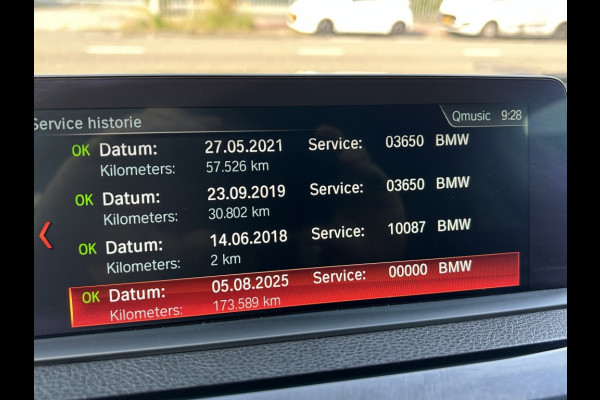 Service historie
Qmusic 9:28
OK Datum: 27.05.2021 Service: 03650 BMW
Kilometers: 57.526 km
OK Datum: 23.09.2019 Service: 03650 BMW
Kilometers: 30.802 km
OK Datum: 14.06.2018 Service: 10087 BMW
Kilometers: 2 km
OK Datum: 05.08.2025 Service: 00000 BMW
Kilometers: 173.589 km